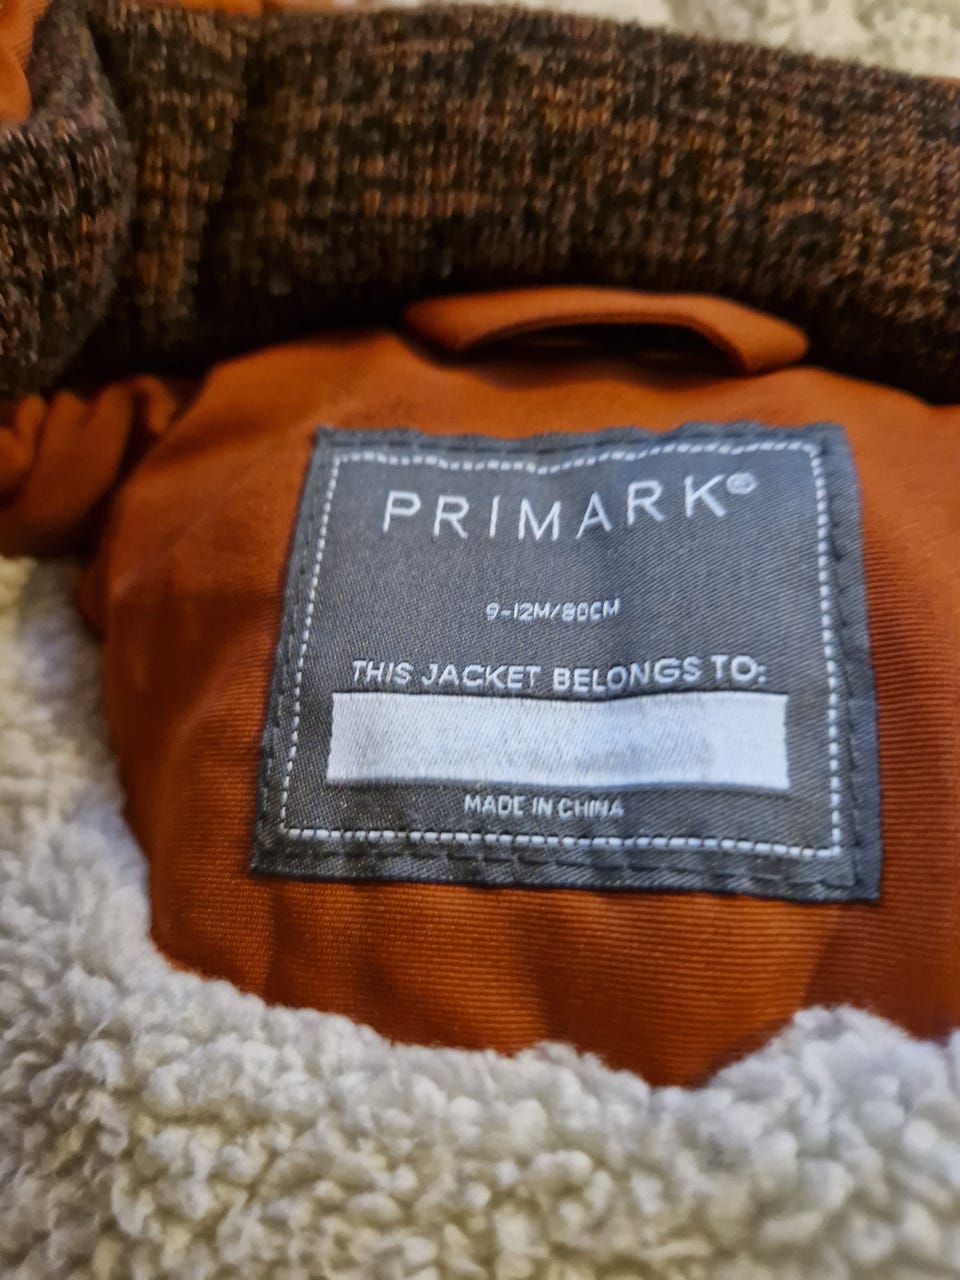 PRIMARK®
9-12M/80CM
THIS JACKET BELONGS TO:
MADE IN CHINA